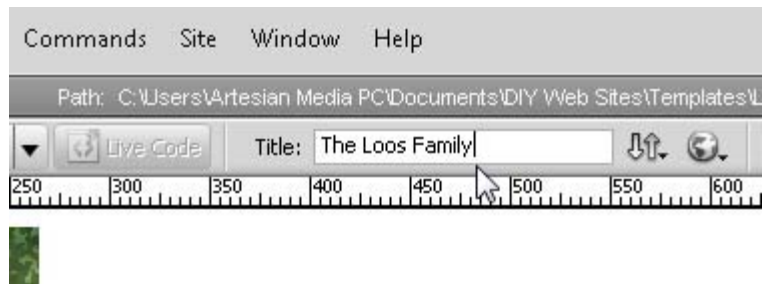 Commands Site Window Help
Path: C:\Users\Artesian Media PC\Documents\DIY Web Sites\Templates\L
Live Code Title: The Loos Family
250 300 350 400 450 500 550 600